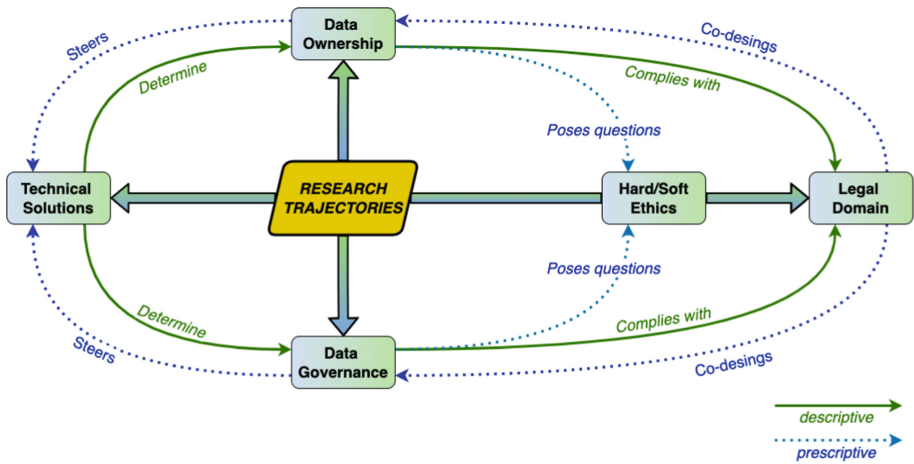 Data
Ownership
Steers
Co-desings
Determine
Complies with
Poses questions
Technical
Solutions
RESEARCH
TRAJECTORIES
Hard/Soft
Ethics
Legal
Domain
Poses questions
Determine
Complies with
Steers
Data
Governance
Co-desings
descriptive
prescriptive